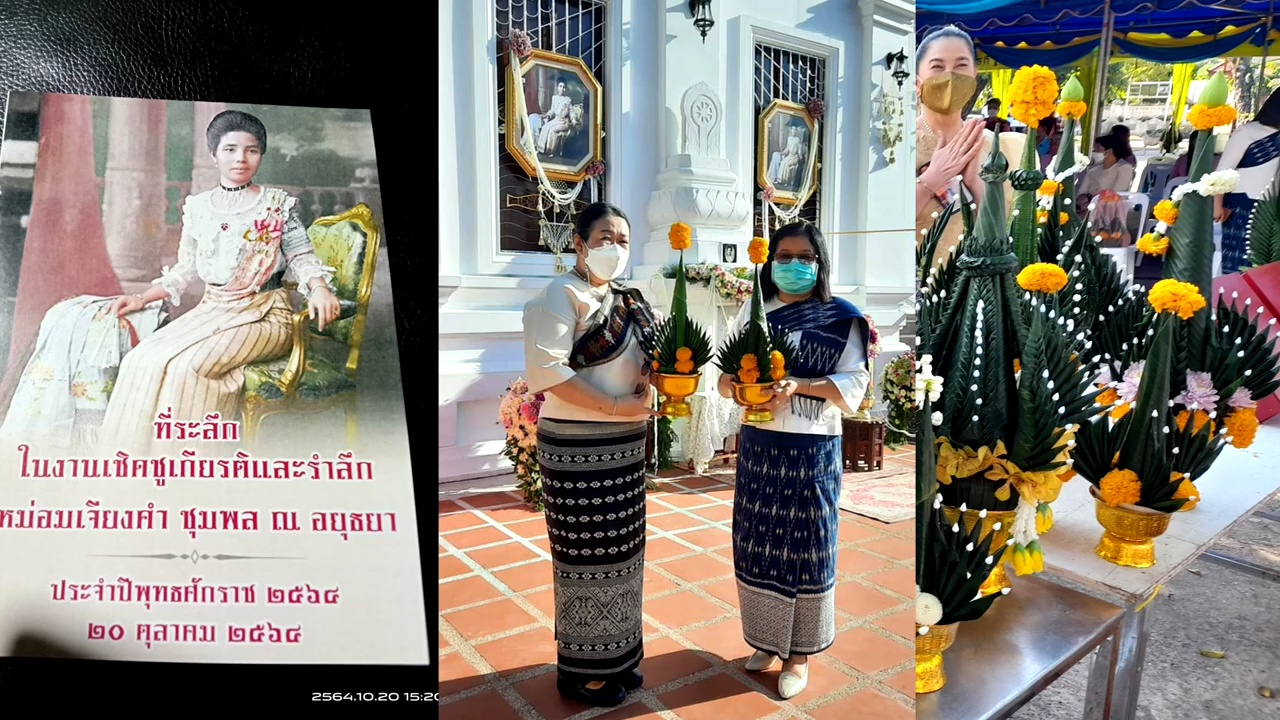 ที่ระลึก
ในงานเชิดชูเกียรติและรำลึก
หม่อมเจียงคำ ชุมพล ณ อยุธยา
ประจำปีพุทธศักราช ๒๕๖๔
๒๐ ตุลาคม ๒๕๖๔
2564.10.20 15:20